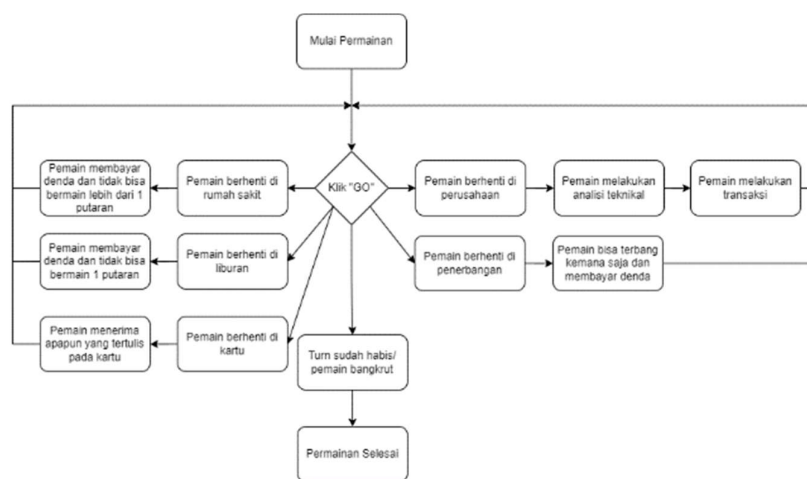 Mulai Permainan
Pemain membayar
denda dan tidak bisa
bermain lebih dari 1
putaran
Pemain berhenti di
rumah sakit
Klik "GO"
Pemain berhenti di
perusahaan
Pemain melakukan
analisi teknikal
Pemain melakukan
transaksi
Pemain membayar
denda dan tidak bisa
bermain 1 putaran
Pemain berhenti di
liburan
Pemain berhenti di
penerbangan
Pemain bisa terbang
kemana saja dan
membayar denda
Pemain menerima
apapun yang tertulis
pada kartu
Pemain berhenti di
kartu
Turn sudah habis/
pemain bangkrut
Permainan Selesai